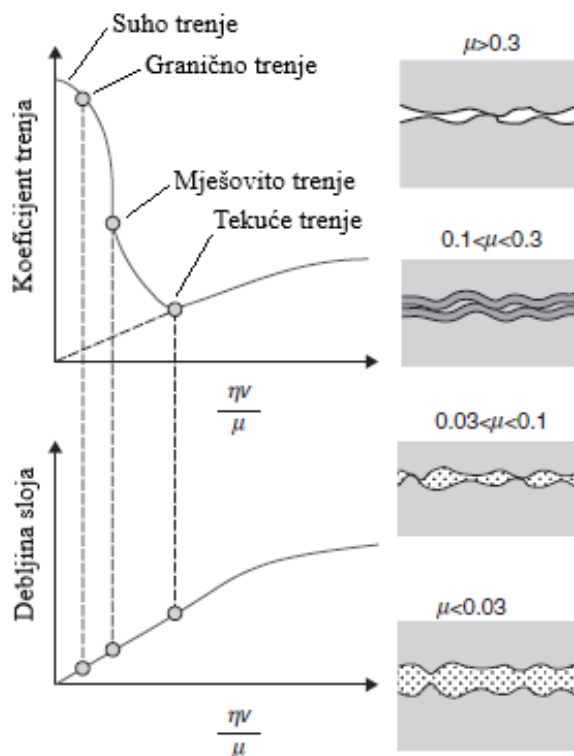 Suho trenje
Granično trenje
Mješovito trenje
Tekuće trenje
Koeficijent trenja
ηv
μ
Debljina sloja
ηv
μ
μ>0.3
0.1<μ<0.3
0.03<μ<0.1
μ<0.03